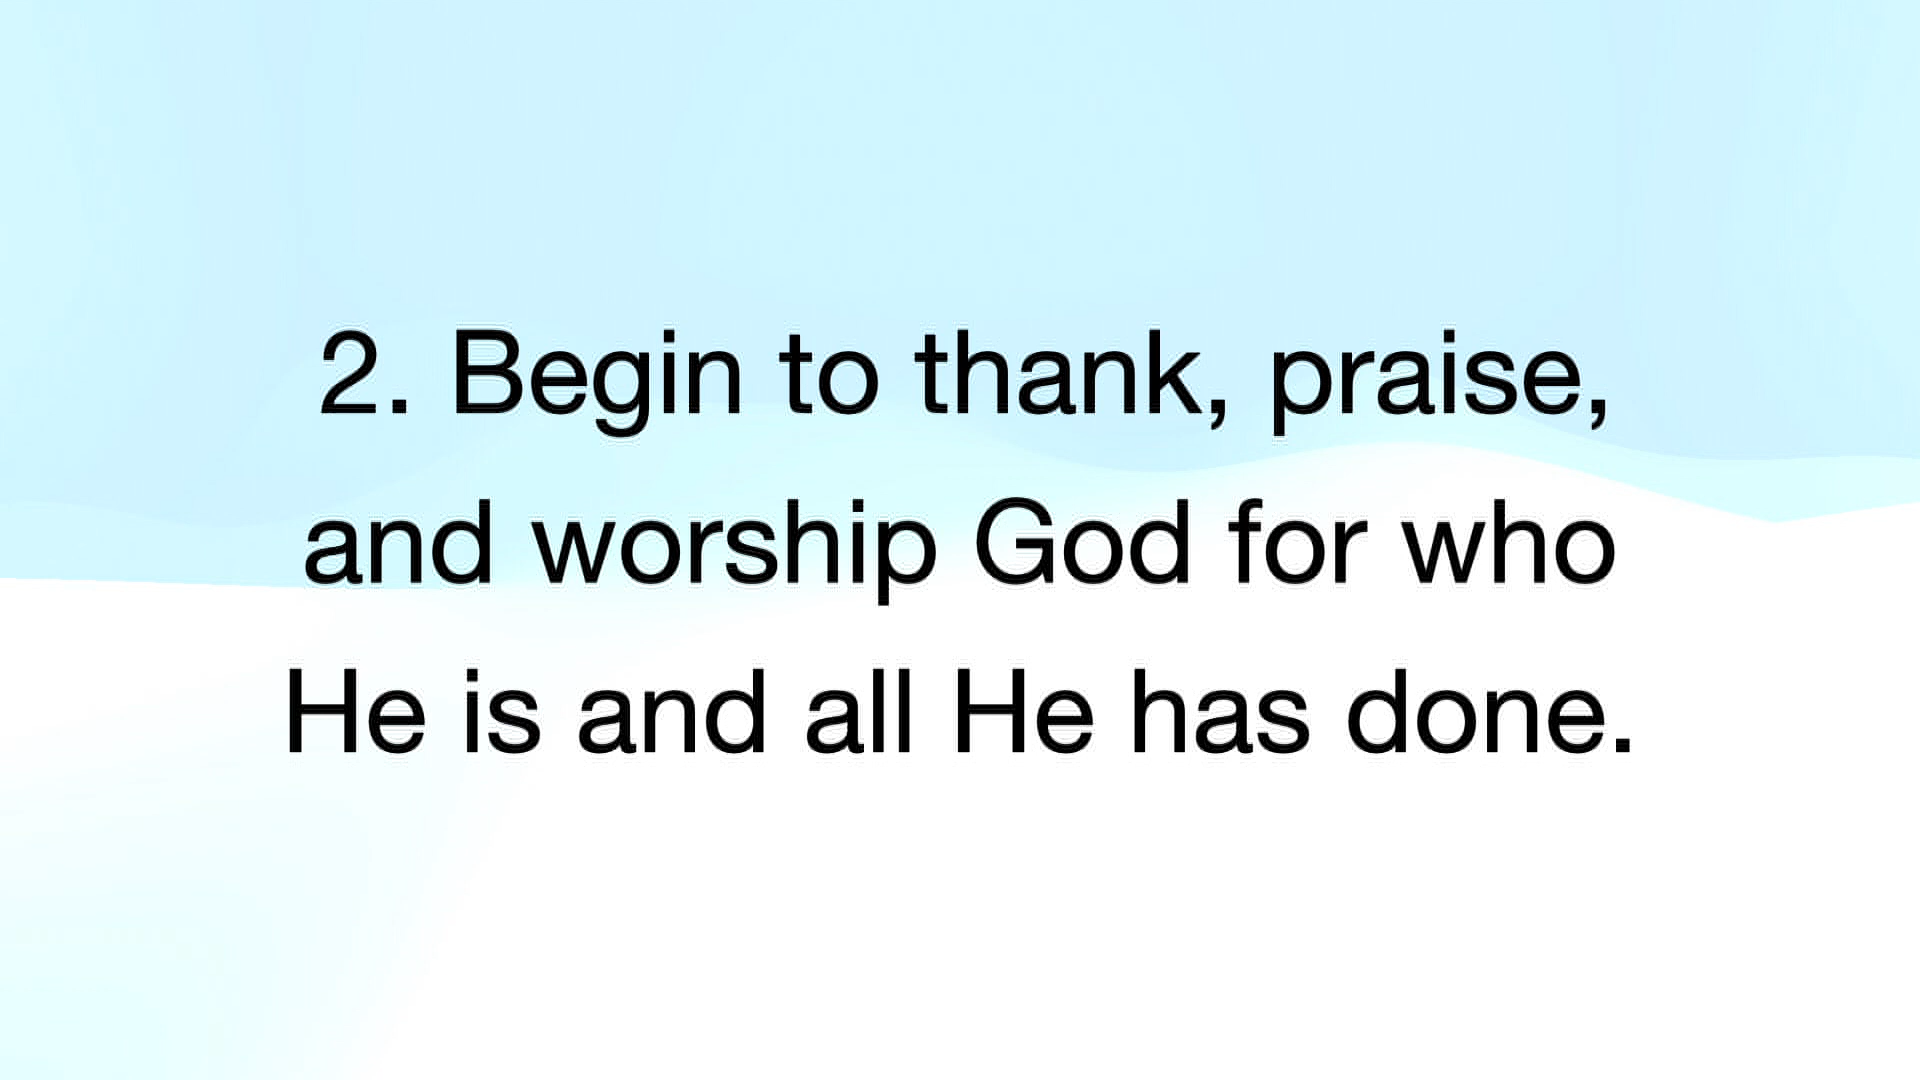 2. Begin to thank, praise,
and worship God for who
He is and all He has done.